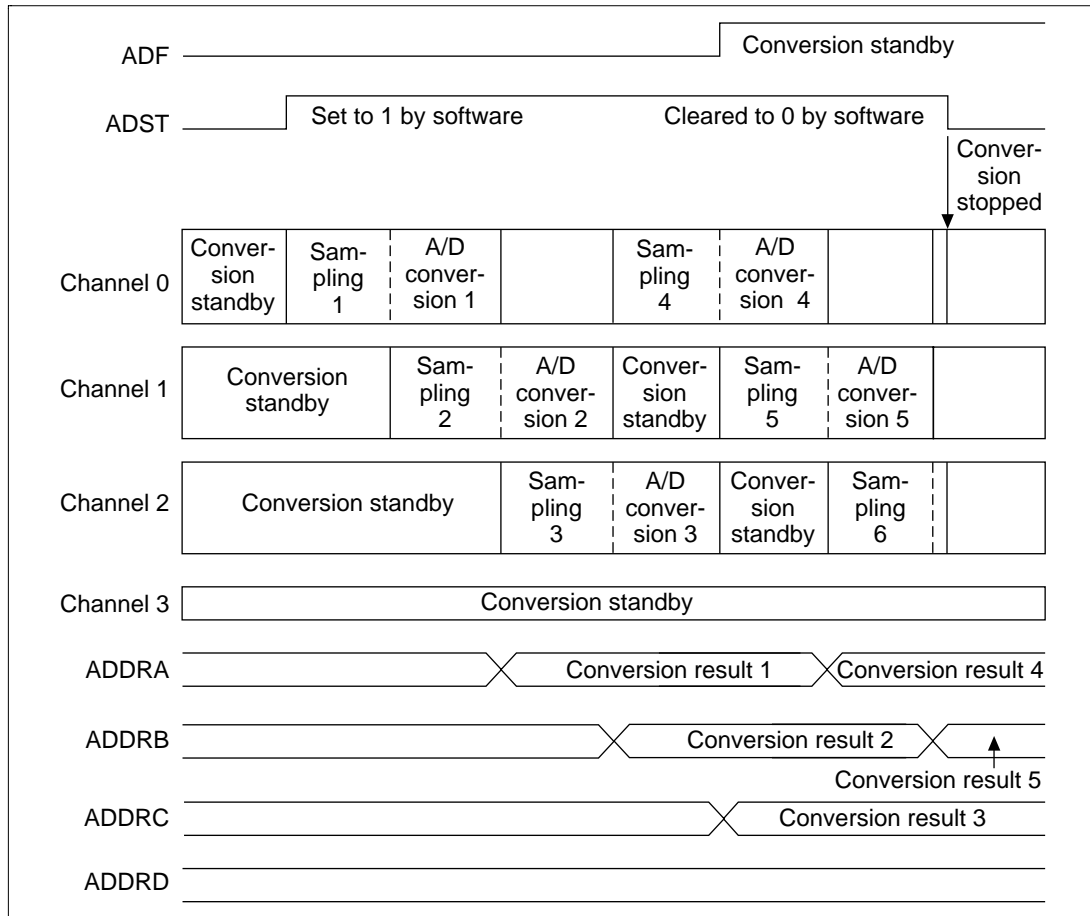 ADF
Conversion standby
ADST
Set to 1 by software
Cleared to 0 by software
Conver-
sion
stopped
Channel 0
Conver-
sion
standby
Sam-
pling
1
A/D
conver-
sion 1
Sam-
pling
4
A/D
conver-
sion 4
Channel 1
Conversion
standby
Sam-
pling
2
A/D
conver-
sion 2
Conver-
sion
standby
Sam-
pling
5
A/D
conver-
sion 5
Channel 2
Conversion standby
Sam-
pling
3
A/D
conver-
sion 3
Conver-
sion
standby
Sam-
pling
6
Channel 3
Conversion standby
ADDRA
Conversion result 1
Conversion result 4
ADDRB
Conversion result 2
Conversion result 5
ADDRC
Conversion result 3
ADDRD